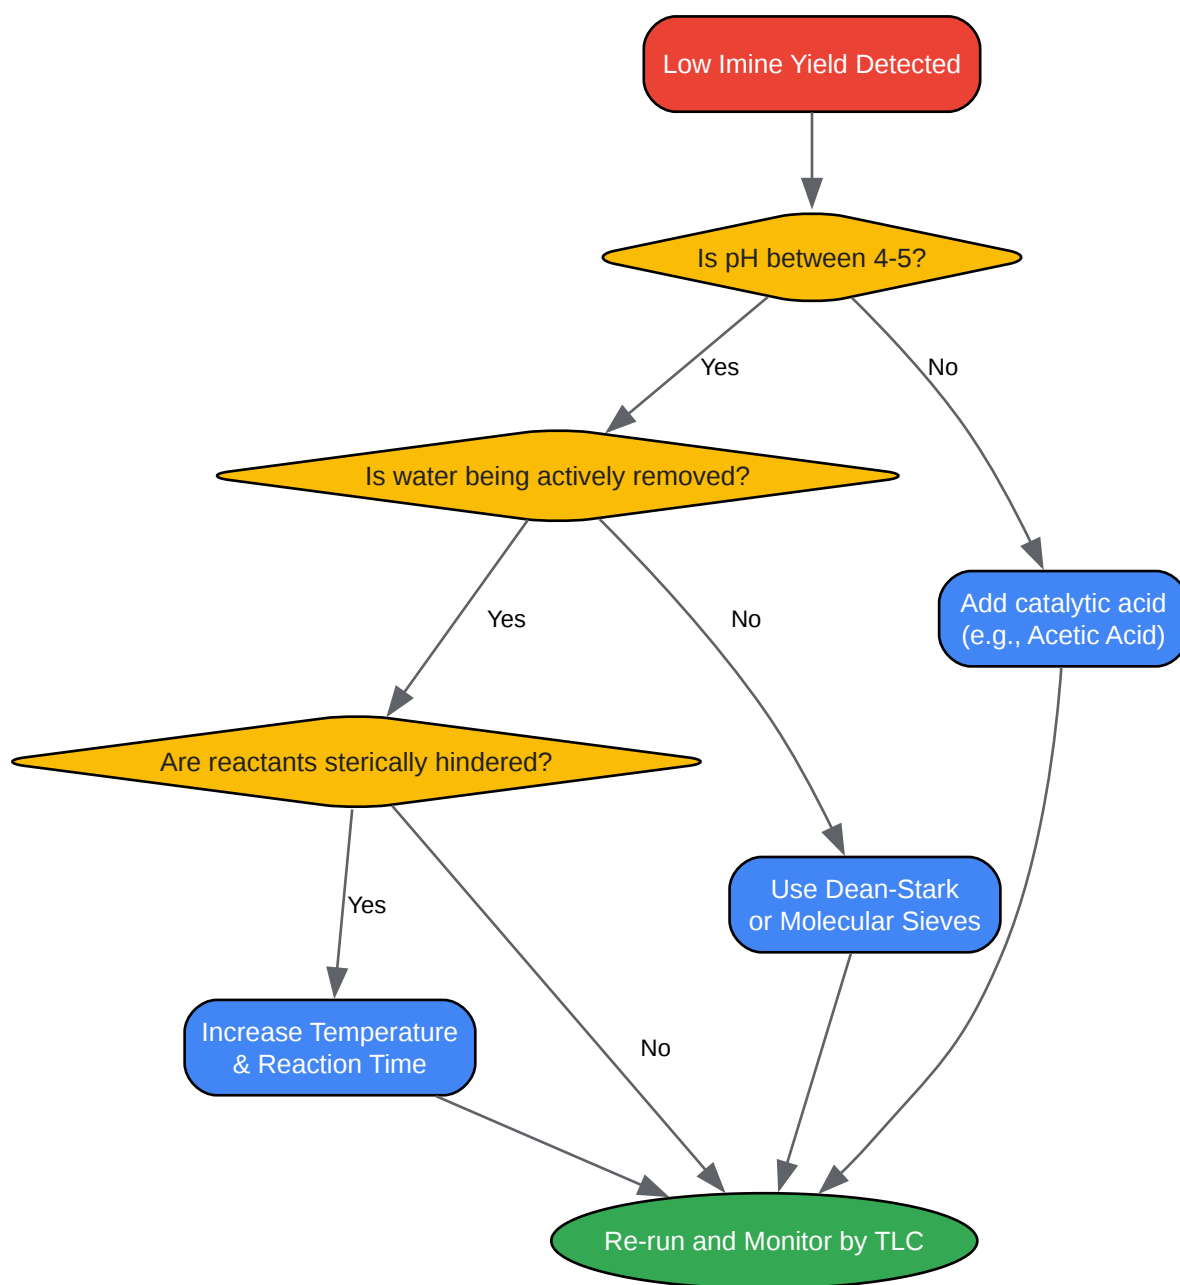 Low Imine Yield Detected
Is pH between 4-5?
Yes
No
Is water being actively removed?
Add catalytic acid
(e.g., Acetic Acid)
Yes
No
Are reactants sterically hindered?
Use Dean-Stark
or Molecular Sieves
Yes
Increase Temperature
& Reaction Time
No
Re-run and Monitor by TLC